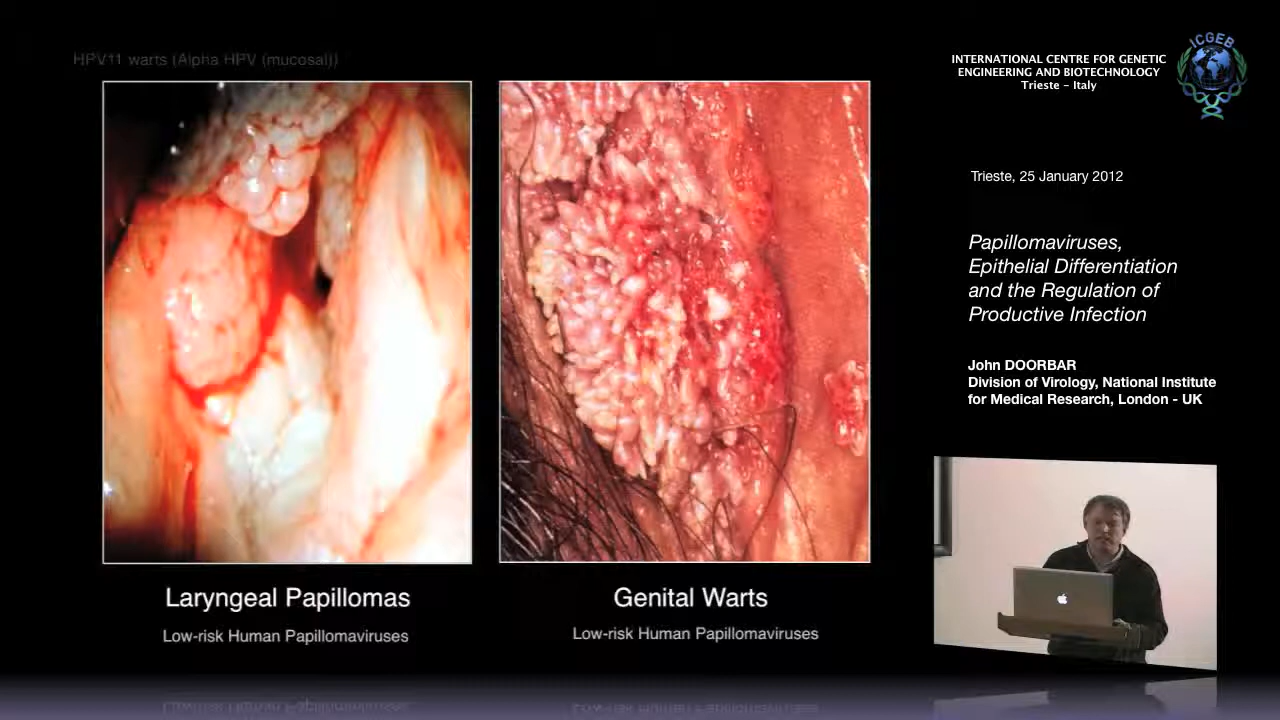 HPV11 warts (Alpha HPV (mucosal))
Laryngeal Papillomas
Low-risk Human Papillomaviruses
Genital Warts
Low-risk Human Papillomaviruses
INTERNATIONAL CENTRE FOR GENETIC
ENGINEERING AND BIOTECHNOLOGY
Trieste - Italy
ICGEB
Trieste, 25 January 2012
Papillomaviruses,
Epithelial Differentiation
and the Regulation of
Productive Infection
John DOORBAR
Division of Virology, National Institute
for Medical Research, London - UK